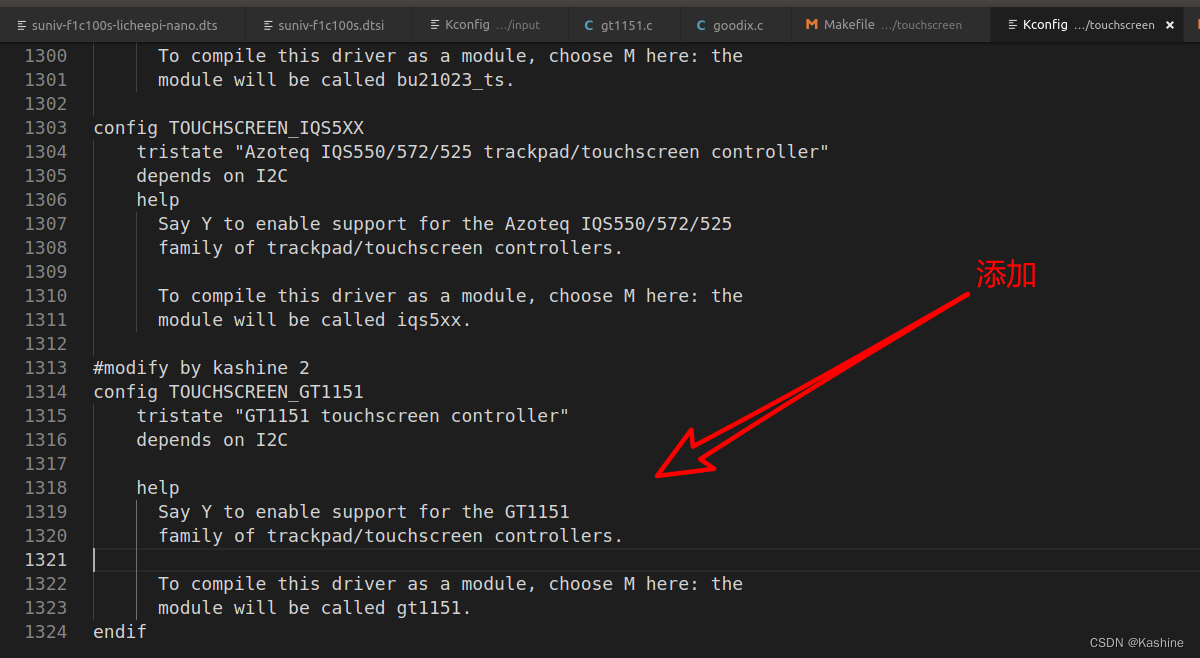 suniv-f1c100s-licheepi-nano.dts suniv-f1c100s.dtsi Kconfig .../input C gt1151.c C goodix.c M Makefile .../touchscreen Kconfig .../touchscreen ×
1300 To compile this driver as a module, choose M here: the
1301 module will be called bu21023_ts.
1302
1303 config TOUCHSCREEN_IQS5XX
1304 tristate "Azoteq IQS550/572/525 trackpad/touchscreen controller"
1305 depends on I2C
1306 help
1307 Say Y to enable support for the Azoteq IQS550/572/525
1308 family of trackpad/touchscreen controllers.
1309
添加
1310 To compile this driver as a module, choose M here: the
1311 module will be called iqs5xx.
1312
1313 #modify by kashine 2
1314 config TOUCHSCREEN_GT1151
1315 tristate "GT1151 touchscreen controller"
1316 depends on I2C
1317
1318 help
1319 Say Y to enable support for the GT1151
1320 family of trackpad/touchscreen controllers.
1321
1322 To compile this driver as a module, choose M here: the
1323 module will be called gt1151.
1324 endif
CSDN @Kashine